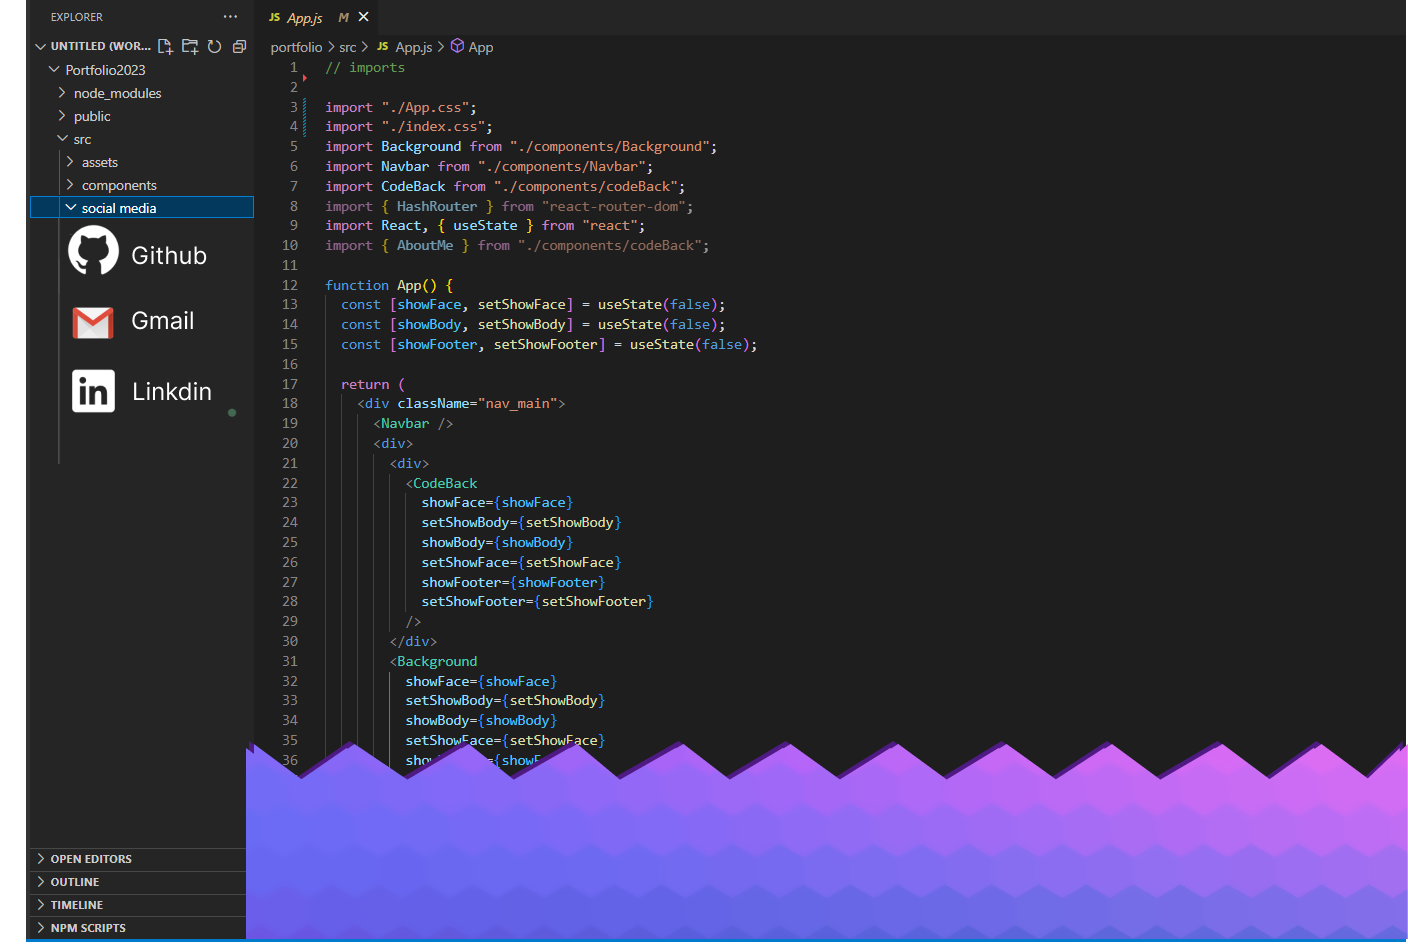 EXPLORER
UNTITLED (WOR...
Portfolio2023
node_modules
public
src
assets
components
social media
Github
Gmail
Linkdin
OPEN EDITORS
OUTLINE
TIMELINE
NPM SCRIPTS
JS App.js M
portfolio > src > JS App.js > App
1 // imports
2
3 import "./App.css";
4 import "./index.css";
5 import Background from "./components/Background";
6 import Navbar from "./components/Navbar";
7 import CodeBack from "./components/codeBack";
8 import { HashRouter } from "react-router-dom";
9 import React, { useState } from "react";
10 import { AboutMe } from "./components/codeBack";
11
12 function App() {
13 const [showFace, setShowFace] = useState(false);
14 const [showBody, setShowBody] = useState(false);
15 const [showFooter, setShowFooter] = useState(false);
16
17 return (
18 <div className="nav_main">
19 <Navbar />
20 <div>
21 <div>
22 <CodeBack
23 showFace={showFace}
24 setShowBody={setShowBody}
25 showBody={showBody}
26 setShowFace={setShowFace}
27 showFooter={showFooter}
28 setShowFooter={setShowFooter}
29 />
30 </div>
31 <Background
32 showFace={showFace}
33 setShowBody={setShowBody}
34 showBody={showBody}
35 setShowFace={setShowFace}
36